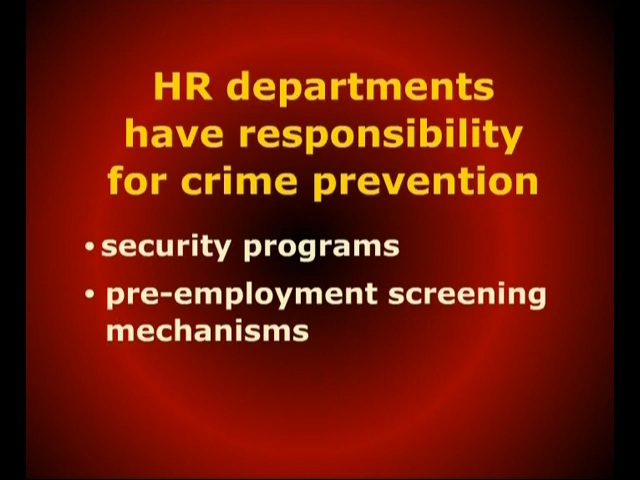 HR departments
have responsibility
for crime prevention
• security programs
• pre-employment screening
mechanisms